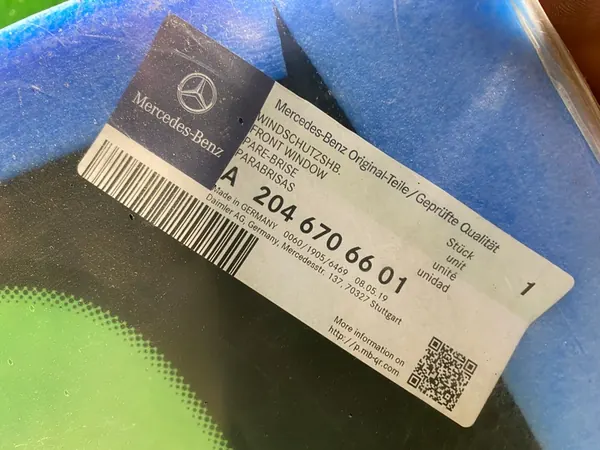 Mercedes-Benz
Mercedes-Benz Original-Teile/Geprüfte Qualität
WINDSCHUTZSHB.
FRONT WINDOW
PARE-BRISE
PARABRISAS
Stück
unit
unité
unidad
1
A 204 670 66 01
Made in GERMANY 0060/1905/6469 08.05.19
Daimler AG, Germany, Mercedesstr. 137, 70327 Stuttgart
More information on
http://p.mb-qr.com